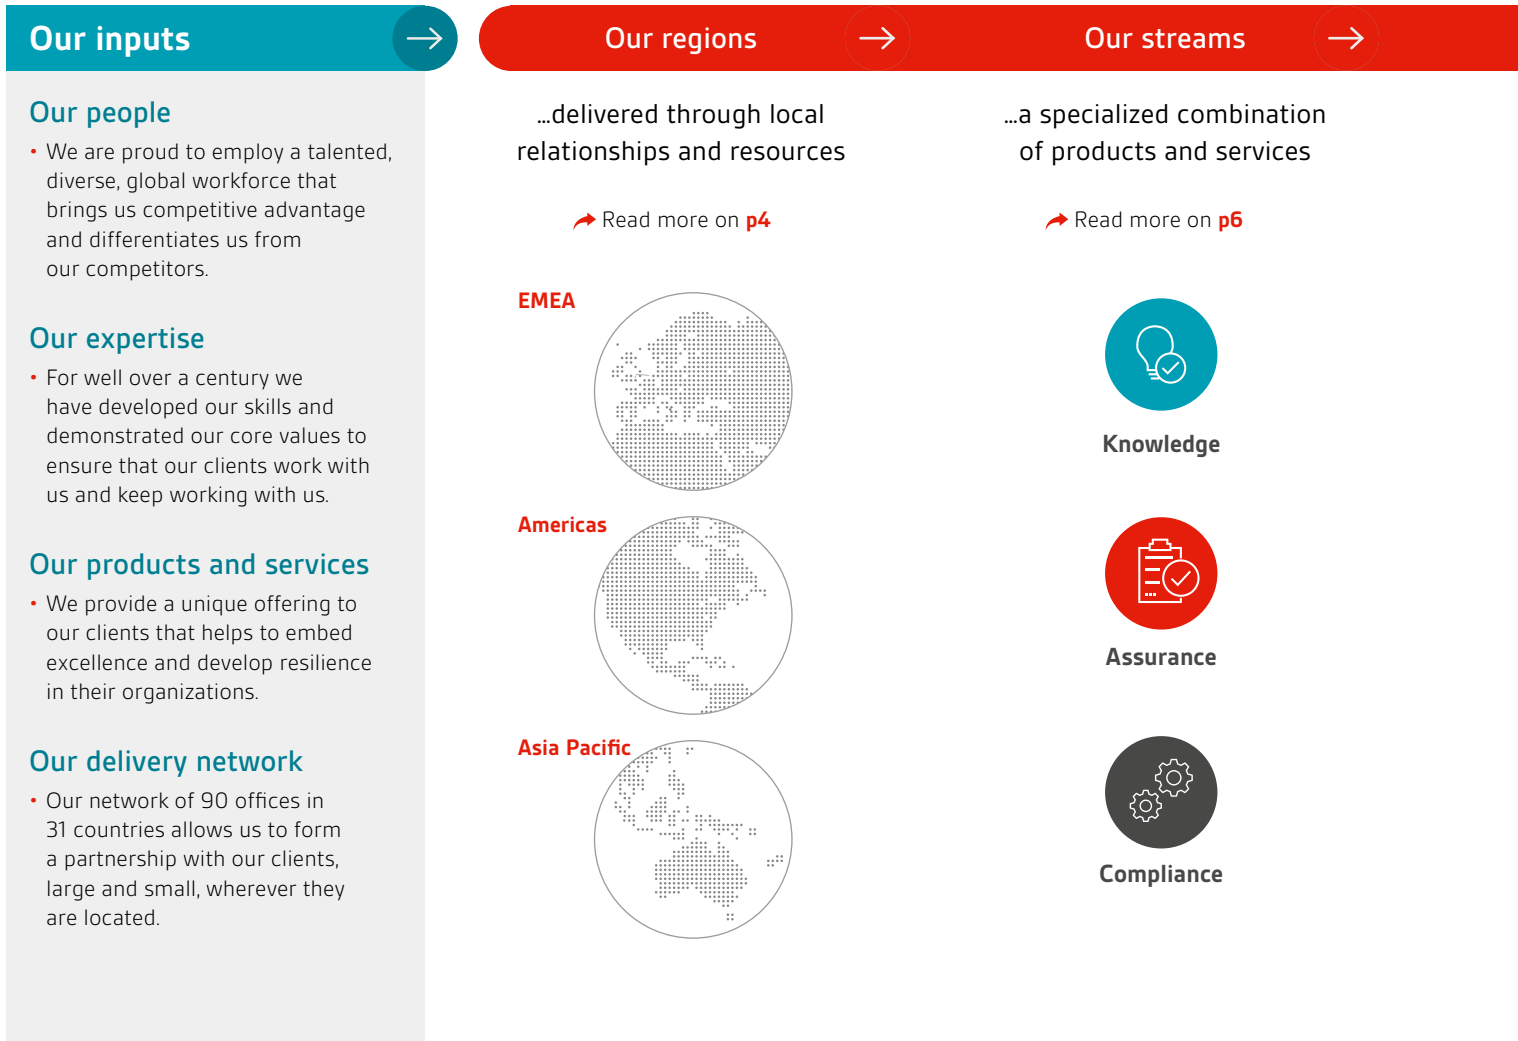 Our inputs
Our people
• We are proud to employ a talented,
diverse, global workforce that
brings us competitive advantage
and differentiates us from
our competitors.
Our expertise
• For well over a century we
have developed our skills and
demonstrated our core values to
ensure that our clients work with
us and keep working with us.
Our products and services
• We provide a unique offering to
our clients that helps to embed
excellence and develop resilience
in their organizations.
Our delivery network
• Our network of 90 offices in
31 countries allows us to form
a partnership with our clients,
large and small, wherever they
are located.
Our regions
...delivered through local
relationships and resources
Read more on p4
EMEA
Americas
Asia Pacific
Our streams
...a specialized combination
of products and services
Read more on p6
Knowledge
Assurance
Compliance